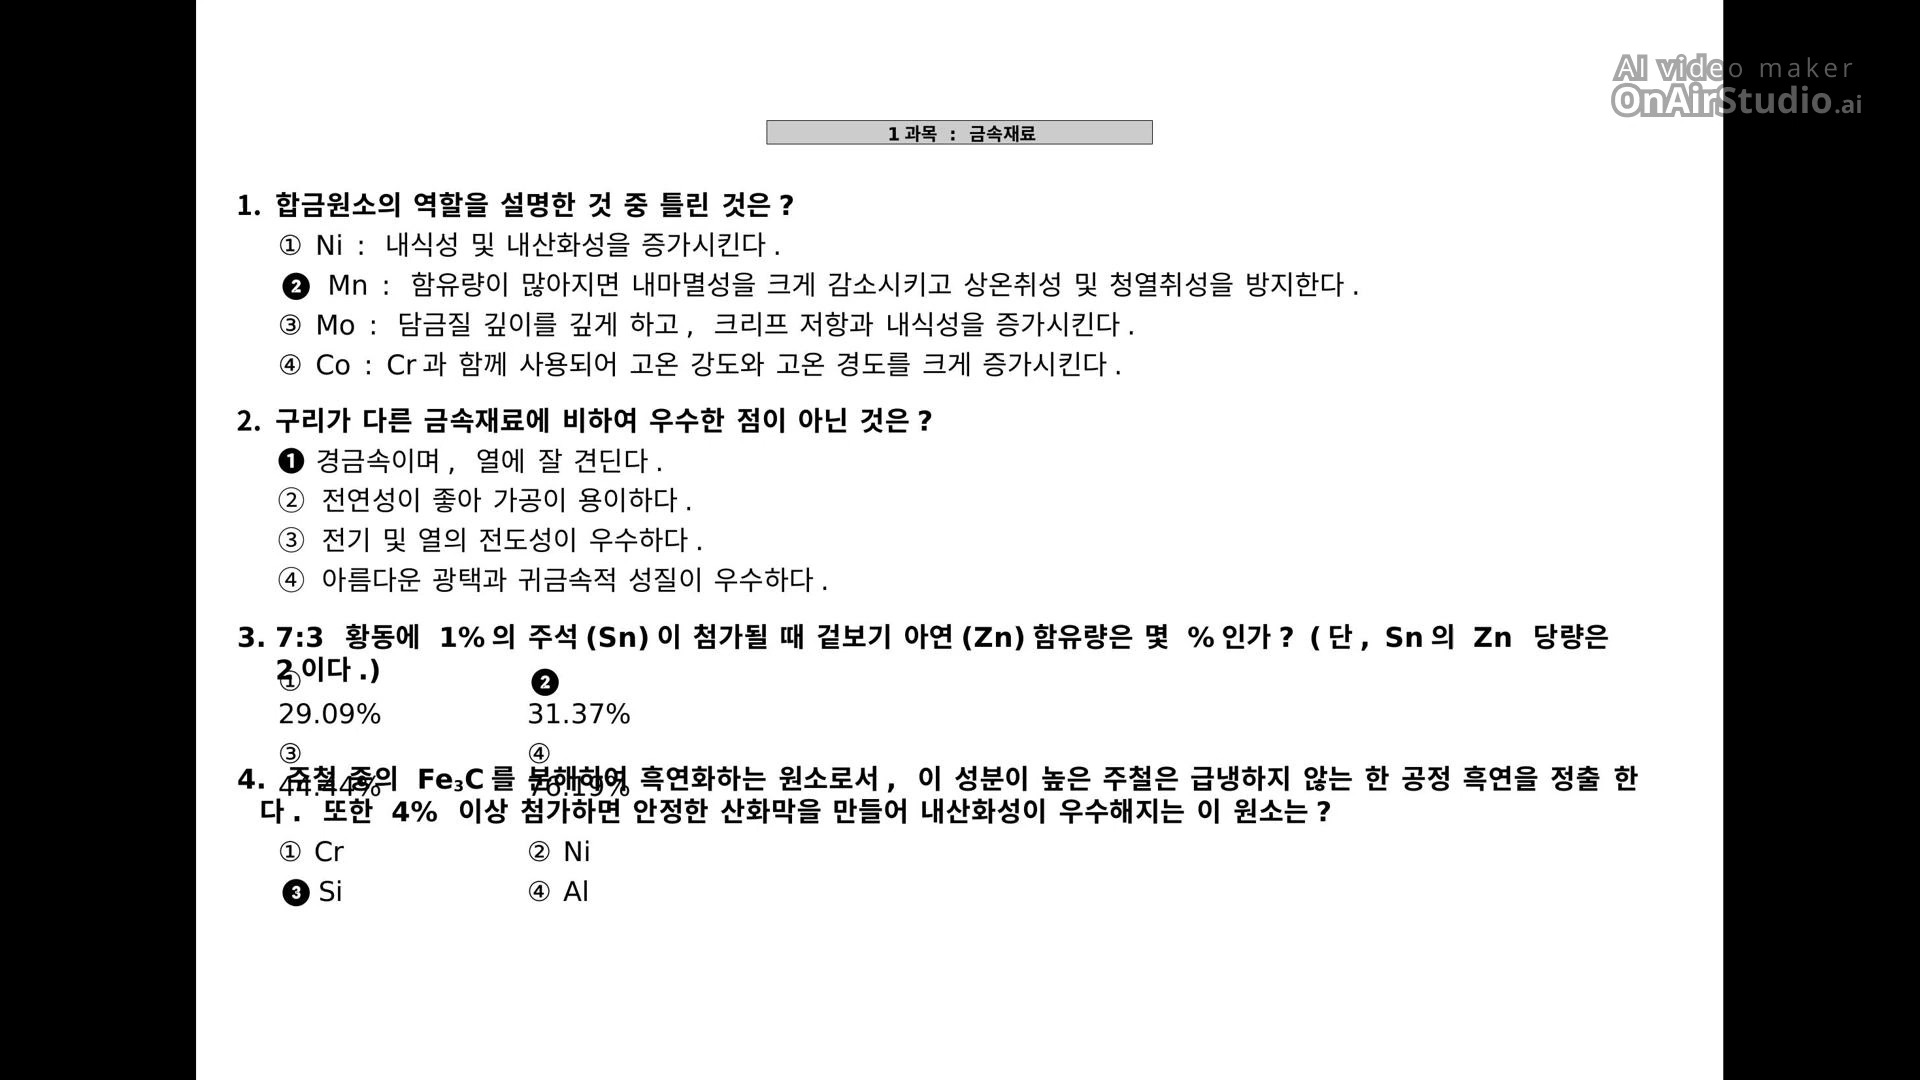 AI video maker
OnAirStudio.ai
1과목 : 금속재료
1. 합금원소의 역할을 설명한 것 중 틀린 것은?
① Ni : 내식성 및 내산화성을 증가시킨다.
❷ Mn : 함유량이 많아지면 내마멸성을 크게 감소시키고 상온취성 및 청열취성을 방지한다.
③ Mo : 담금질 깊이를 깊게 하고, 크리프 저항과 내식성을 증가시킨다.
④ Co : Cr과 함께 사용되어 고온 강도와 고온 경도를 크게 증가시킨다.
2. 구리가 다른 금속재료에 비하여 우수한 점이 아닌 것은?
❶ 경금속이며, 열에 잘 견딘다.
② 전연성이 좋아 가공이 용이하다.
③ 전기 및 열의 전도성이 우수하다.
④ 아름다운 광택과 귀금속적 성질이 우수하다.
3. 7:3 황동에 1%의 주석(Sn)이 첨가될 때 겉보기 아연(Zn)함유량은 몇 %인가? (단, Sn의 Zn 당량은
2이다.)
① ❷
29.09% 31.37%
③ ④
44.44% 76.19%
4. 주철 중의 Fe₃C를 분해하여 흑연화하는 원소로서, 이 성분이 높은 주철은 급냉하지 않는 한 공정 흑연을 정출 한
다. 또한 4% 이상 첨가하면 안정한 산화막을 만들어 내산화성이 우수해지는 이 원소는?
① Cr ② Ni
❸ Si ④ Al